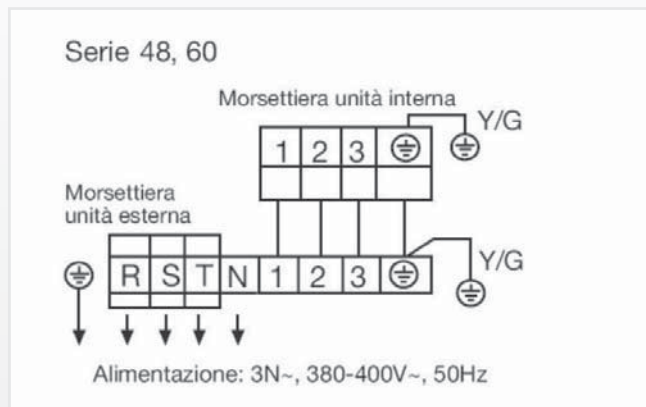 Serie 48, 60
Morsettiera unità interna
Y/G
1 2 3
Morsettiera
unità esterna
R S T N 1 2 3
Y/G
Alimentazione: 3N~, 380-400V~, 50Hz